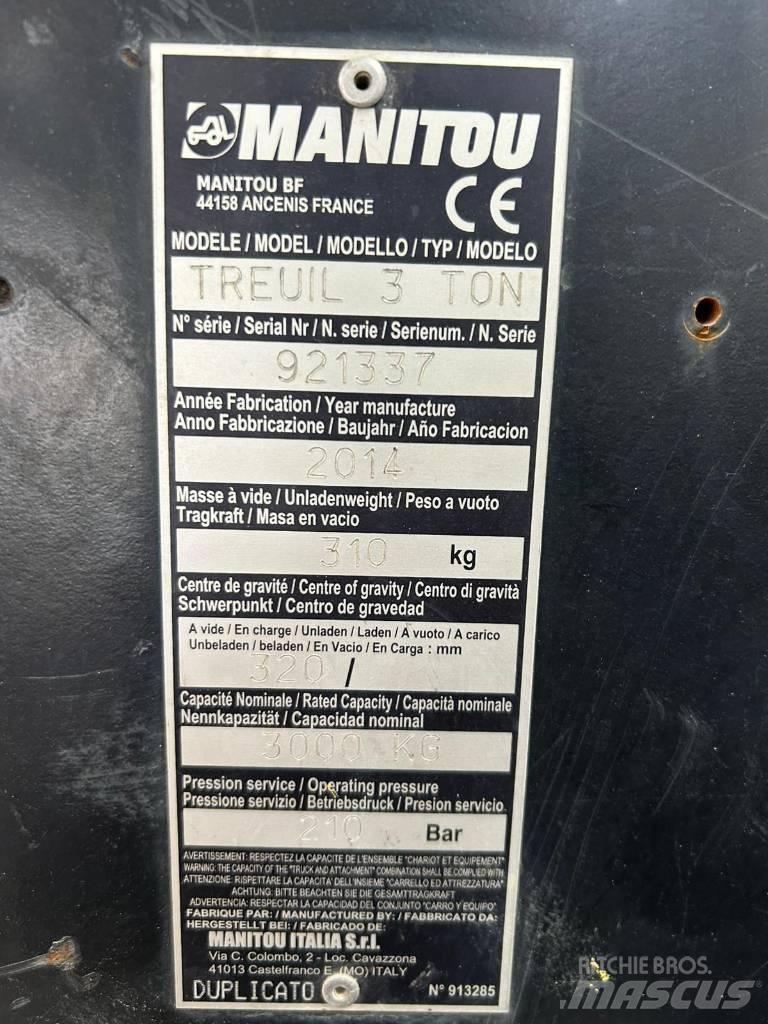 MANITOU
MANITOU BF
44158 ANCENIS FRANCE
CE
MODELE / MODEL / MODELLO / TYP / MODELO
TREUIL 3 TON
N° série / Serial Nr / N. serie / Serienum. / N. Serie
921337
Année Fabrication / Year manufacture
Anno Fabbricazione / Baujahr / Año Fabricacion
2014
Masse à vide / Unladenweight / Peso a vuoto
Tragkraft / Masa en vacio
310 kg
Centre de gravité / Centre of gravity / Centro di gravità
Schwerpunkt / Centro de gravedad
A vide / En charge / Unladen / Laden / A vuoto / A carico
Unbeladen / beladen / En Vacio / En Carga : mm
320 /
Capacité Nominale / Rated Capacity / Capacità nominale
Nennkapazität / Capacidad nominal
3000 KG
Pression service / Operating pressure
Pressione servizio / Betriebsdruck / Presion servicio
210 Bar
AVERTISSEMENT: RESPECTEZ LA CAPACITE DE L'ENSEMBLE "CHARIOT ET EQUIPEMENT"
WARNING: THE CAPACITY OF THE "TRUCK AND ATTACHMENT" COMBINATION SHALL BE COMPLIED WITH
ATTENZIONE: RISPETTARE LA CAPACITA' DELL'INSIEME "CARRELLO ED ATTREZZATURA"
ACHTUNG: BITTE BEACHTEN SIE DIE GESAMTTRAGKRAFT
ADVERTENCIA: RESPECTAR LA CAPACIDAD DEL CONJUNTO "CARRO Y EQUIPO"
FABRIQUE PAR: / MANUFACTURED BY: / FABBRICATO DA:
HERGESTELLT BEI: / FABRICADO DE:
MANITOU ITALIA S.r.l.
Via C. Colombo, 2 - Loc. Cavazzona
41013 Castelfranco E. (MO) ITALY
DUPLICATO N° 913285
RITCHIE BROS.
MASCUS